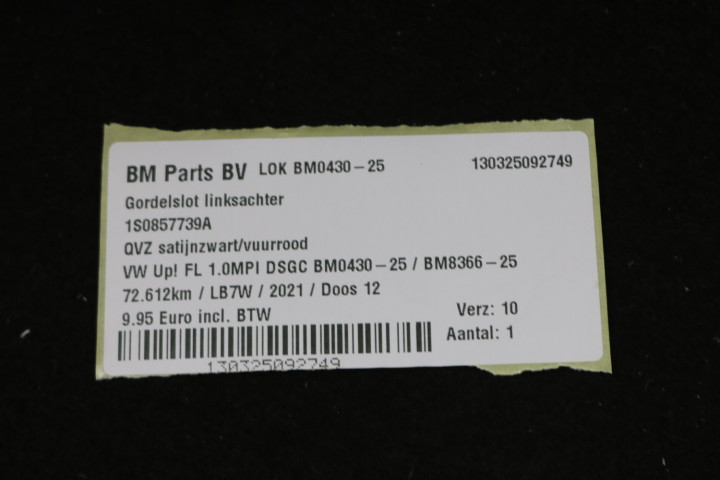 BM Parts BV LOK BM0430-25 130325092749
Gordelslot linksachter
1S0857739A
QVZ satijnzwart/vuurrood
VW Up! FL 1.0MPI DSGC BM0430-25 / BM8366-25
72.612km / LB7W / 2021 / Doos 12
9.95 Euro incl. BTW Verz: 10
Aantal: 1
130325092749